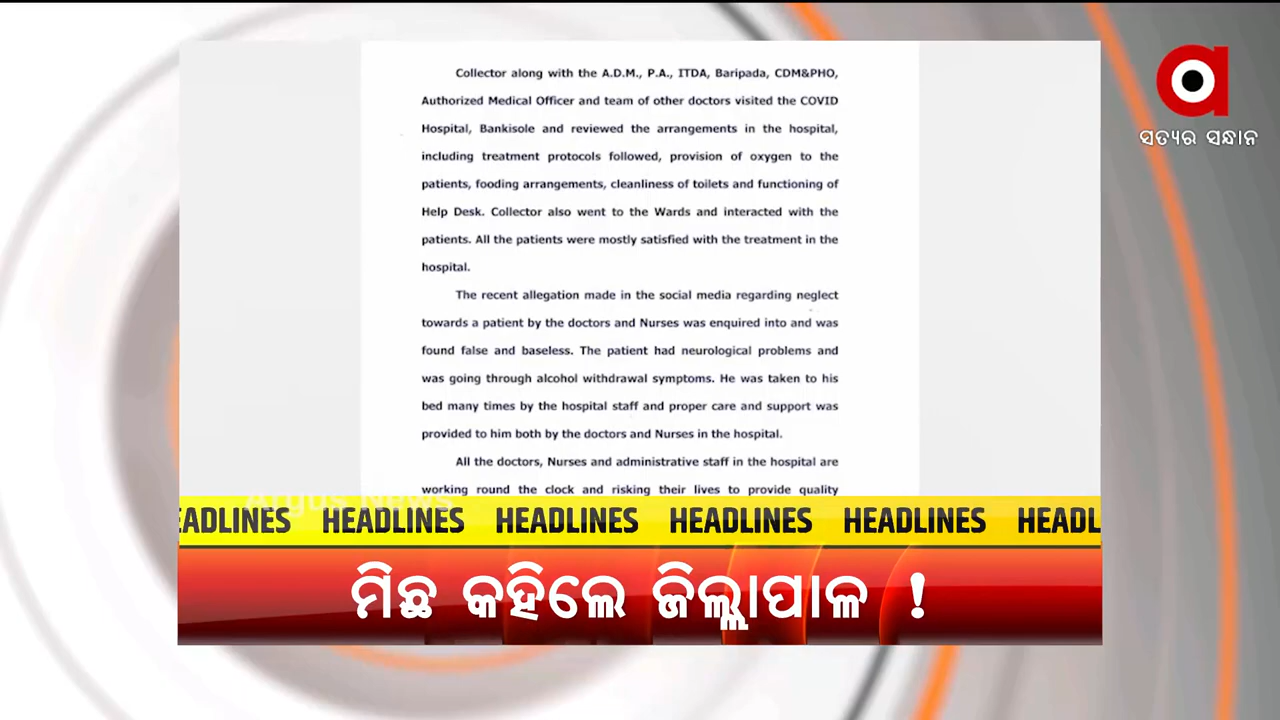 Collector along with the A.D.M., P.A., ITDA, Baripada, CDM&PHO,
Authorized Medical Officer and team of other doctors visited the COVID
Hospital, Bankisole and reviewed the arrangements in the hospital,
including treatment protocols followed, provision of oxygen to the
patients, fooding arrangements, cleanliness of toilets and functioning of
Help Desk. Collector also went to the Wards and interacted with the
patients. All the patients were mostly satisfied with the treatment in the
hospital.
The recent allegation made in the social media regarding neglect
towards a patient by the doctors and Nurses was enquired into and was
found false and baseless. The patient had neurological problems and
was going through alcohol withdrawal symptoms. He was taken to his
bed many times by the hospital staff and proper care and support was
provided to him both by the doctors and Nurses in the hospital.
All the doctors, Nurses and administrative staff in the hospital are
working round the clock and risking their lives to provide quality
ସତ୍ୟର ସନ୍ଧାନ
Argus News
EADLINES HEADLINES HEADLINES HEADLINES HEADLINES HEADL
ମିଛ କହିଲେ ଜିଲ୍ଲାପାଳ !